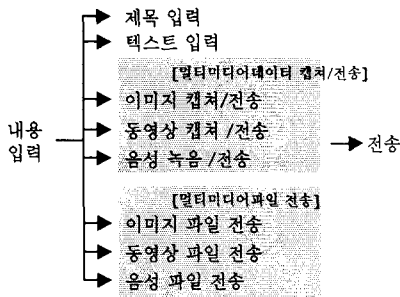 제목 입력
텍스트 입력
[멀티미디어데이터 캡쳐/전송]
이미지 캡쳐/전송
내용
입력
동영상 캡쳐 /전송
음성 녹음 /전송
전송
[멀티미디어파일 전송]
이미지 파일 전송
동영상 파일 전송
음성 파일 전송